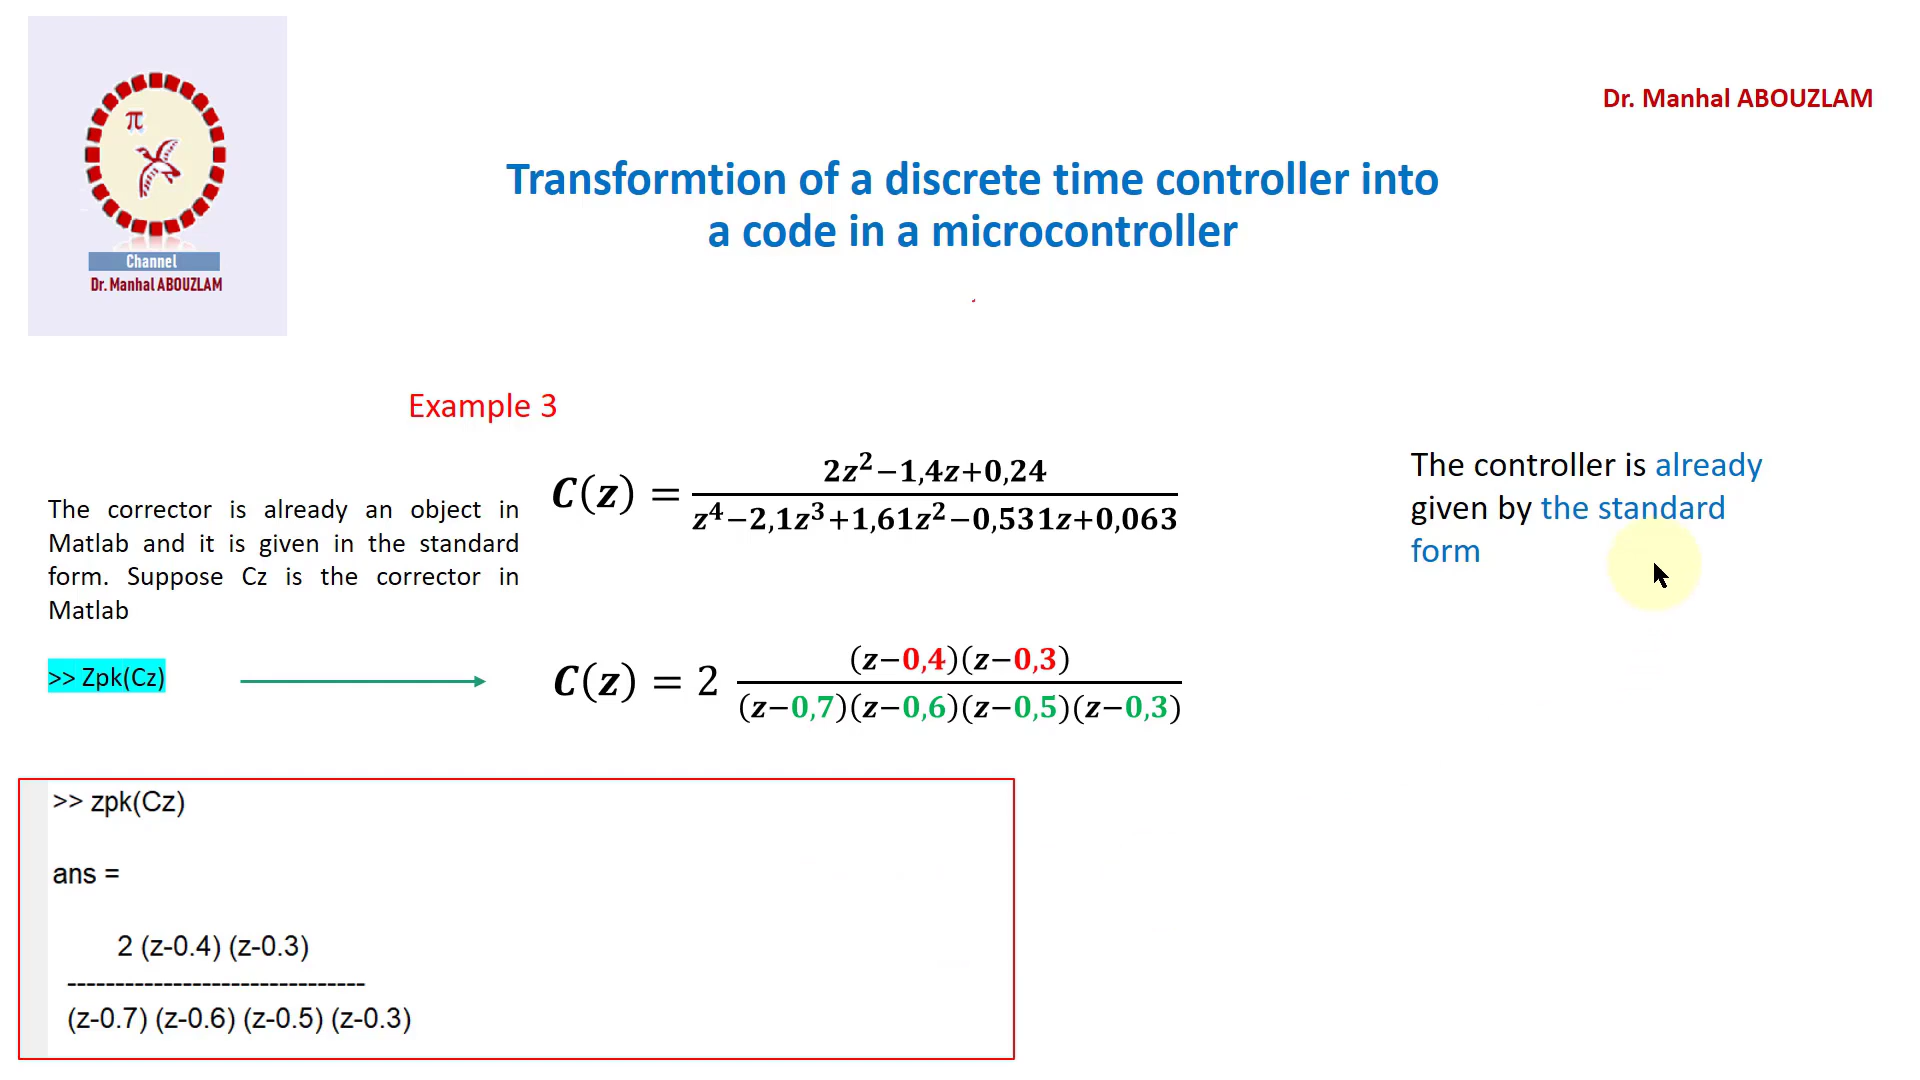 π
Channel
Dr. Manhal ABOUZLAM
Dr. Manhal ABOUZLAM
Transformtion of a discrete time controller into
a code in a microcontroller
Example 3
The corrector is already an object in
Matlab and it is given in the standard
form. Suppose Cz is the corrector in
Matlab
C(z) = (2z²−1,4z+0,24)/(z⁴−2,1z³+1,61z²−0,531z+0,063)
The controller is already
given by the standard
form
>> Zpk(Cz)
C(z) = 2 (z−0,4)(z−0,3)/(z−0,7)(z−0,6)(z−0,5)(z−0,3)
>> zpk(Cz)
ans =
2 (z-0.4) (z-0.3)
-------------------------------
(z-0.7) (z-0.6) (z-0.5) (z-0.3)